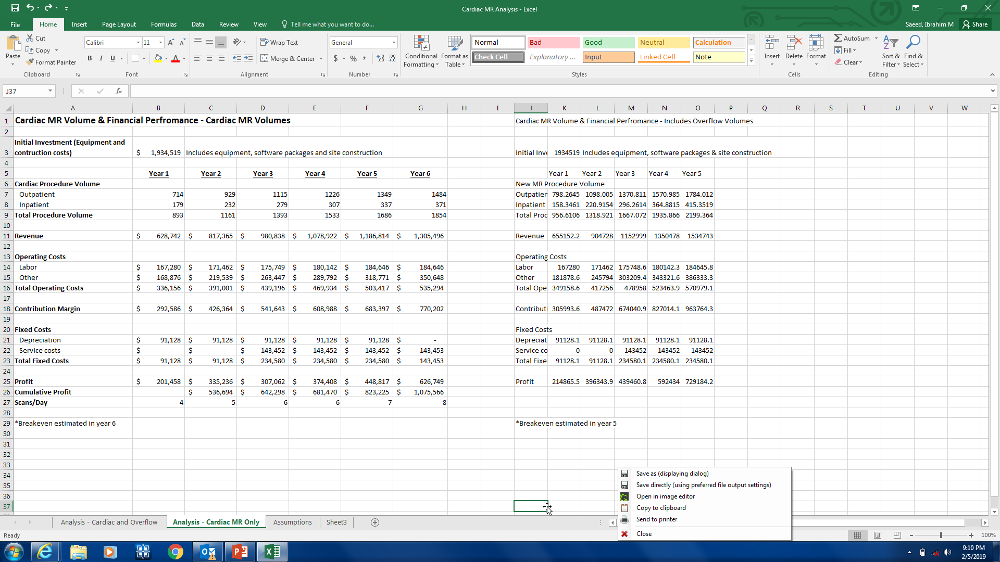 Cardiac MR Analysis - Excel
File Home Insert Page Layout Formulas Data Review View Tell me what you want to do... Saeed, Ibrahim M Share
Paste Cut Copy Format Painter Clipboard
Calibri 11 B I U Font
Wrap Text Merge & Center Alignment
General $ % , Number
Conditional Formatting Format as Table
Normal Bad Good Neutral Calculation
Check Cell Explanatory ... Input Linked Cell Note
Styles
Insert Delete Format Cells
AutoSum Fill Clear Sort & Filter Find & Select Editing
J37 fx
A B C D E F G H I J K L M N O P Q R S T U V W
1 Cardiac MR Volume & Financial Perfromance - Cardiac MR Volumes Cardiac MR Volume & Financial Perfromance - Includes Overflow Volumes
2
Initial Investment (Equipment and
3 contruction costs) $ 1,934,519 Includes equipment, software packages and site construction Initial Inve 1934519 Includes equipment, software packages & site construction
4
5 Year 1 Year 2 Year 3 Year 4 Year 5 Year 6 Year 1 Year 2 Year 3 Year 4 Year 5
6 Cardiac Procedure Volume New MR Procedure Volume
7 Outpatient 714 929 1115 1226 1349 1484 Outpatien 798.2645 1098.005 1370.811 1570.985 1784.012
8 Inpatient 179 232 279 307 337 371 Inpatient 158.3461 220.9154 296.2614 364.8815 415.3519
9 Total Procedure Volume 893 1161 1393 1533 1686 1854 Total Proc 956.6106 1318.921 1667.072 1935.866 2199.364
10
11 Revenue $ 628,742 $ 817,365 $ 980,838 $ 1,078,922 $ 1,186,814 $ 1,305,496 Revenue 655152.2 904728 1152999 1350478 1534743
12
13 Operating Costs Operating Costs
14 Labor $ 167,280 $ 171,462 $ 175,749 $ 180,142 $ 184,646 $ 184,646 Labor 167280 171462 175748.6 180142.3 184645.8
15 Other $ 168,876 $ 219,539 $ 263,447 $ 289,792 $ 318,771 $ 350,648 Other 181878.6 245794 303209.4 343321.6 386333.3
16 Total Operating Costs $ 336,156 $ 391,001 $ 439,196 $ 469,934 $ 503,417 $ 535,294 Total Ope 349158.6 417256 478958 523463.9 570979.1
17
18 Contribution Margin $ 292,586 $ 426,364 $ 541,643 $ 608,988 $ 683,397 $ 770,202 Contributi 305993.6 487472 674040.9 827014.1 963764.3
19
20 Fixed Costs Fixed Costs
21 Depreciation $ 91,128 $ 91,128 $ 91,128 $ 91,128 $ 91,128 $ - Depreciat 91128.1 91128.1 91128.1 91128.1 91128.1
22 Service costs $ - $ - $ 143,452 $ 143,452 $ 143,452 $ 143,453 Service co 0 0 143452 143452 143452
23 Total Fixed Costs $ 91,128 $ 91,128 $ 234,580 $ 234,580 $ 234,580 $ 143,453 Total Fixe 91128.1 91128.1 234580.1 234580.1 234580.1
24
25 Profit $ 201,458 $ 335,236 $ 307,062 $ 374,408 $ 448,817 $ 626,749 Profit 214865.5 396343.9 439460.8 592434 729184.2
26 Cumulative Profit $ 536,694 $ 642,298 $ 681,470 $ 823,225 $ 1,075,566
27 Scans/Day 4 5 6 6 7 8
28
29 *Breakeven estimated in year 6 *Breakeven estimated in year 5
30
31
32
33
34
35
36
37
Save as (displaying dialog)
Save directly (using preferred file output settings)
Open in image editor
Copy to clipboard
Send to printer
Close
Analysis - Cardiac and Overflow Analysis - Cardiac MR Only Assumptions Sheet3
Ready 100%
9:10 PM
2/5/2019